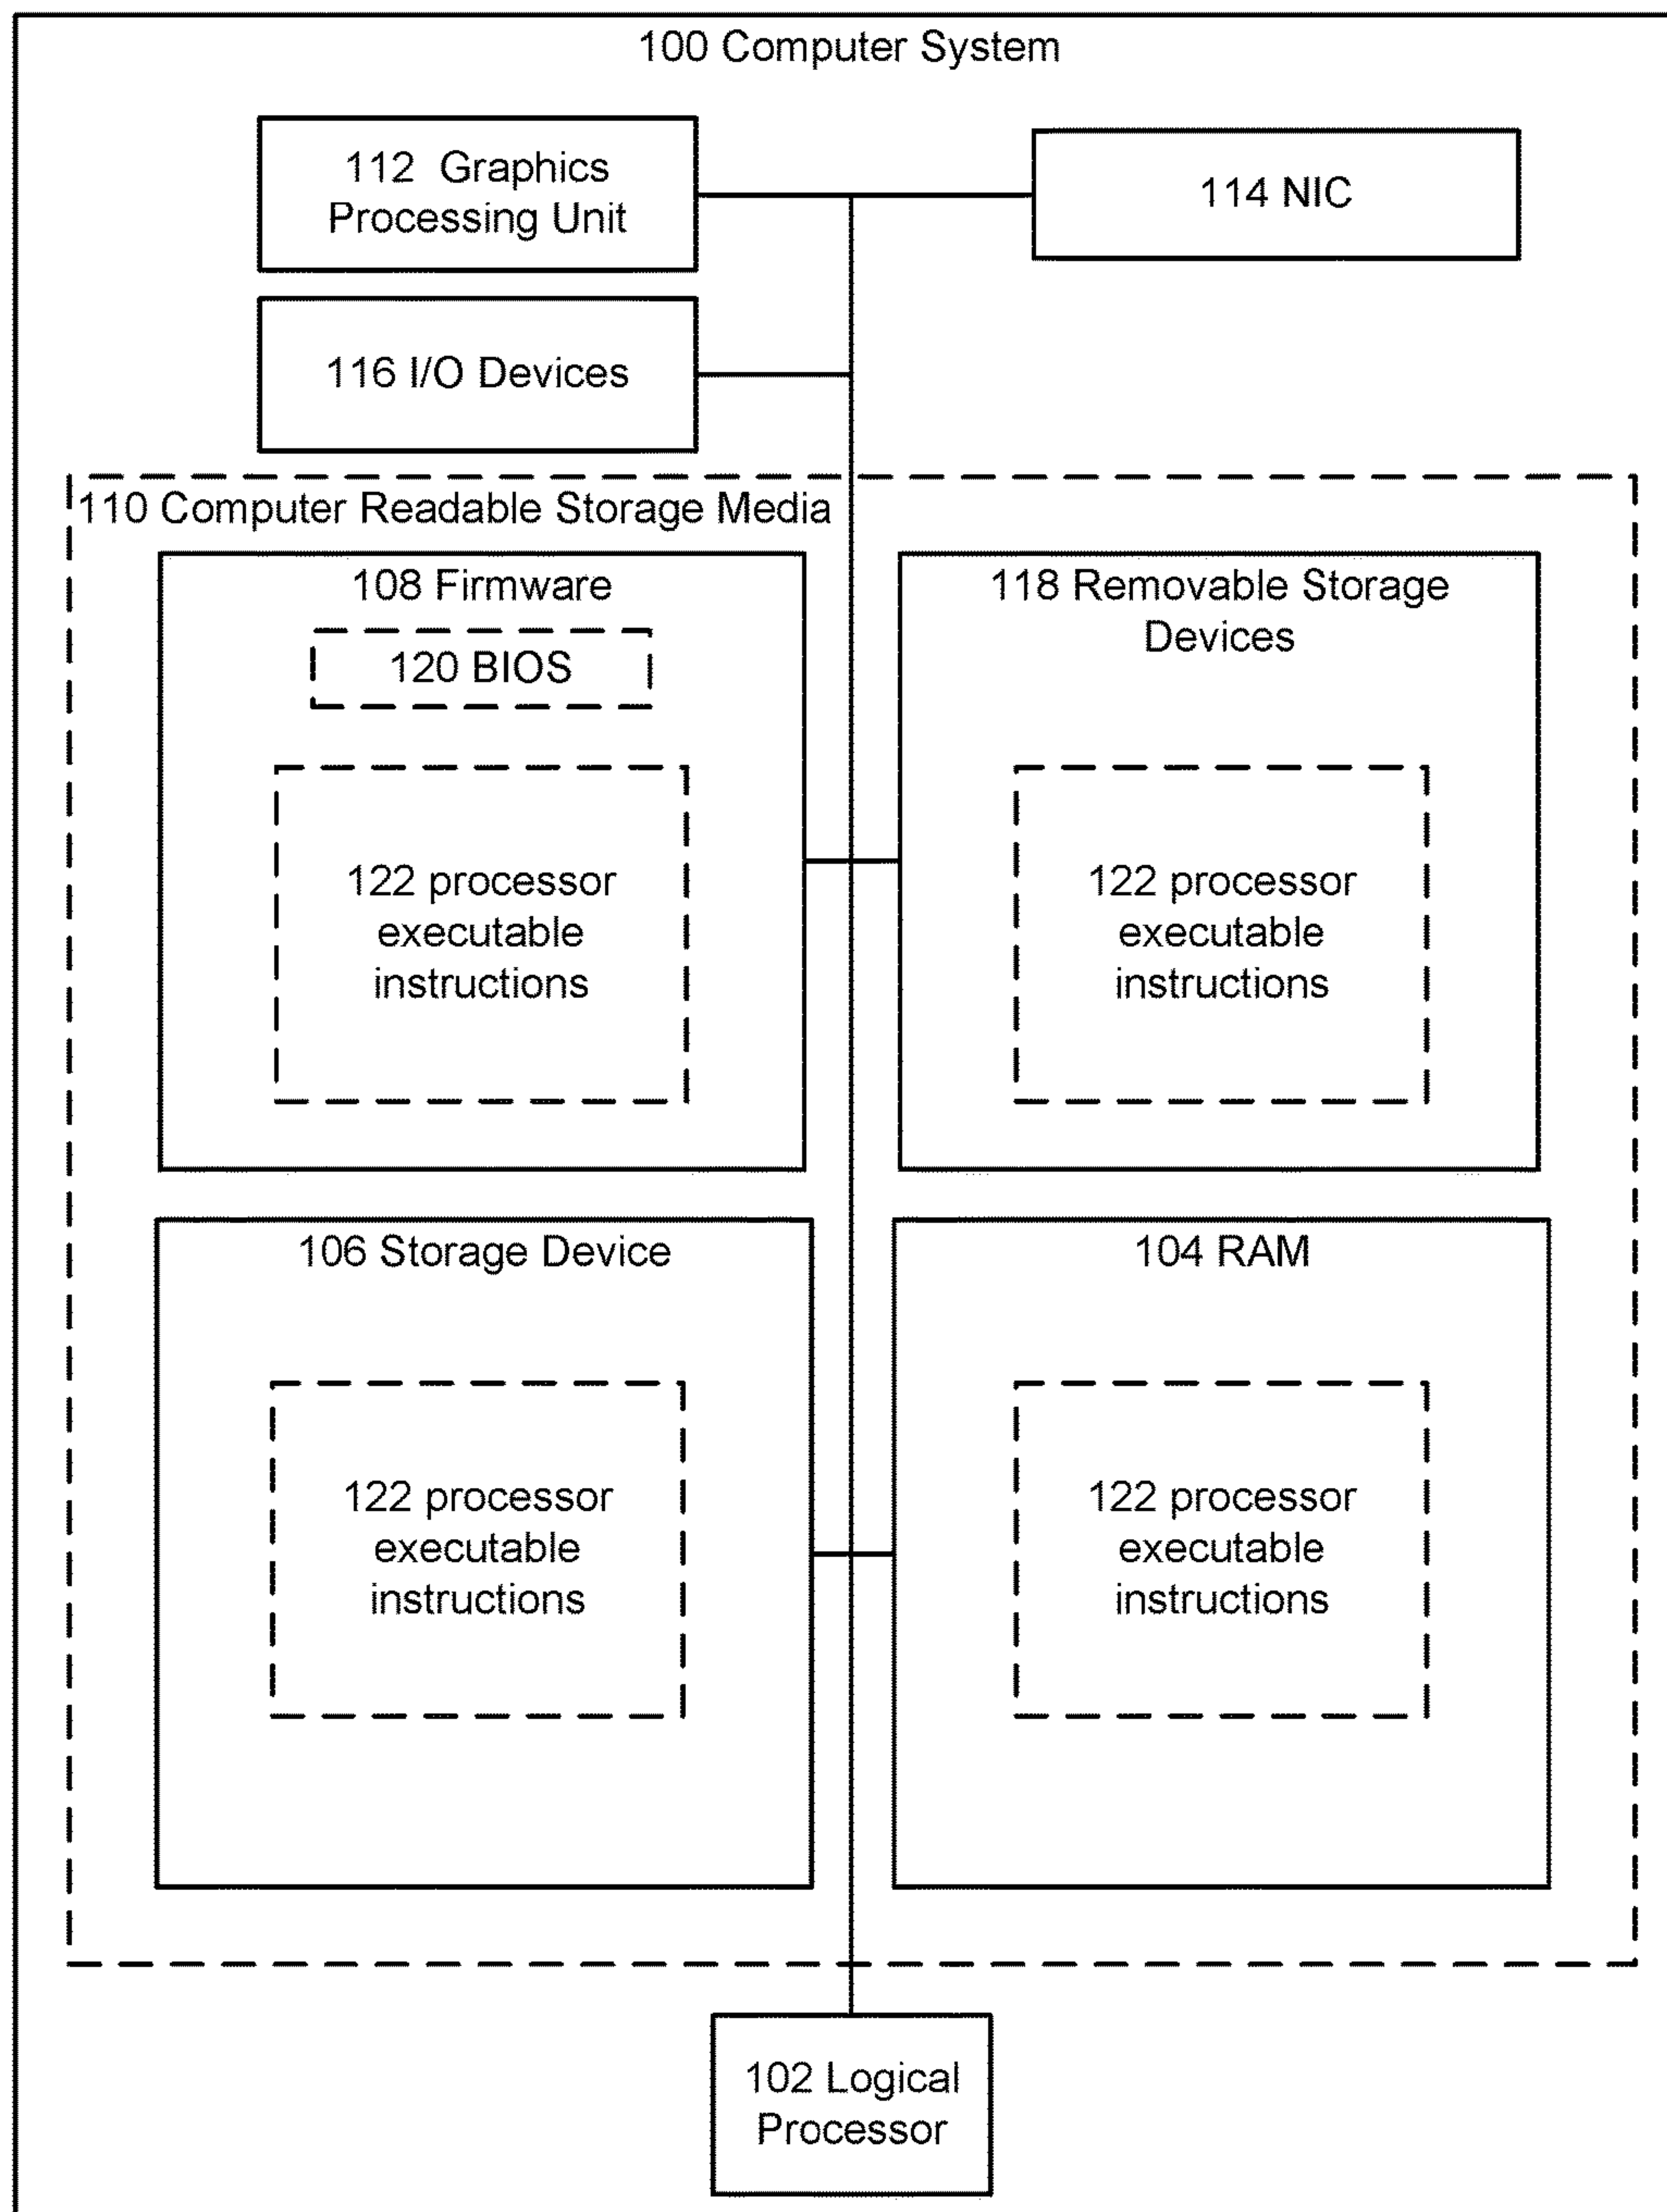 100 Computer System
112 Graphics
Processing Unit
114 NIC
116 I/O Devices
110 Computer Readable Storage Media
108 Firmware
120 BIOS
122 processor
executable
instructions
118 Removable Storage
Devices
122 processor
executable
instructions
106 Storage Device
122 processor
executable
instructions
104 RAM
122 processor
executable
instructions
102 Logical
Processor